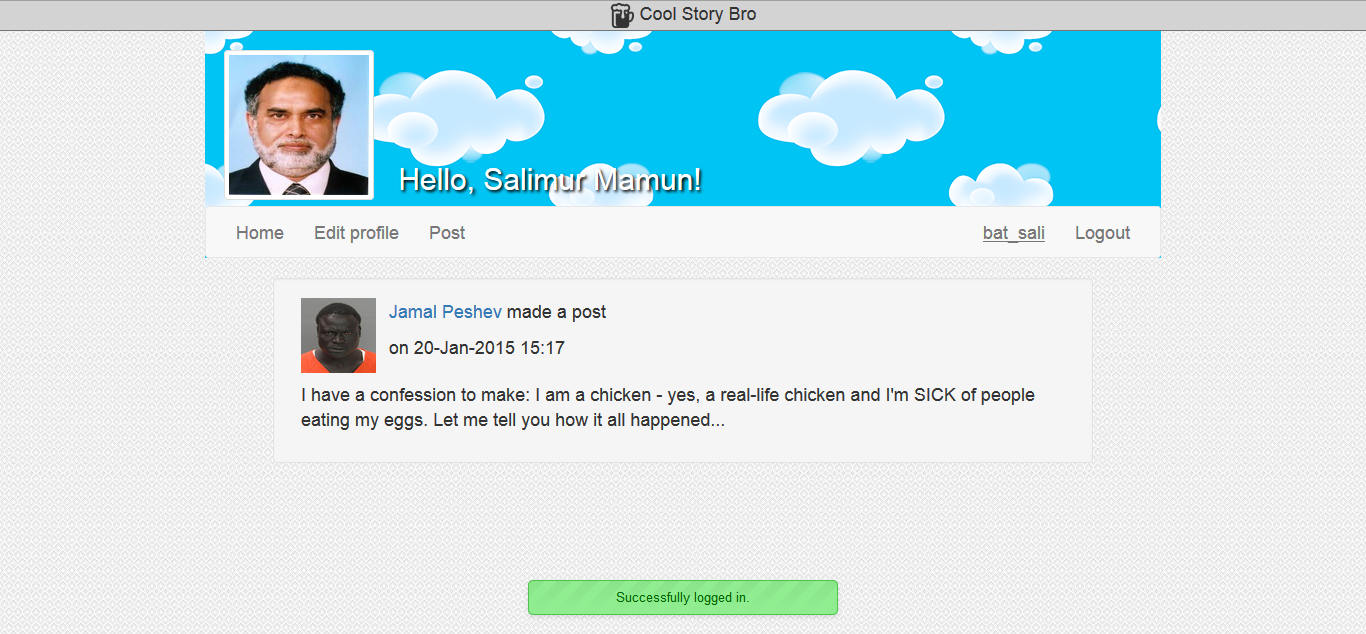 Cool Story Bro
Hello, Salimur Mamun!
Home Edit profile Post bat_sali Logout
Jamal Peshev made a post
on 20-Jan-2015 15:17
I have a confession to make: I am a chicken - yes, a real-life chicken and I'm SICK of people
eating my eggs. Let me tell you how it all happened...
Successfully logged in.